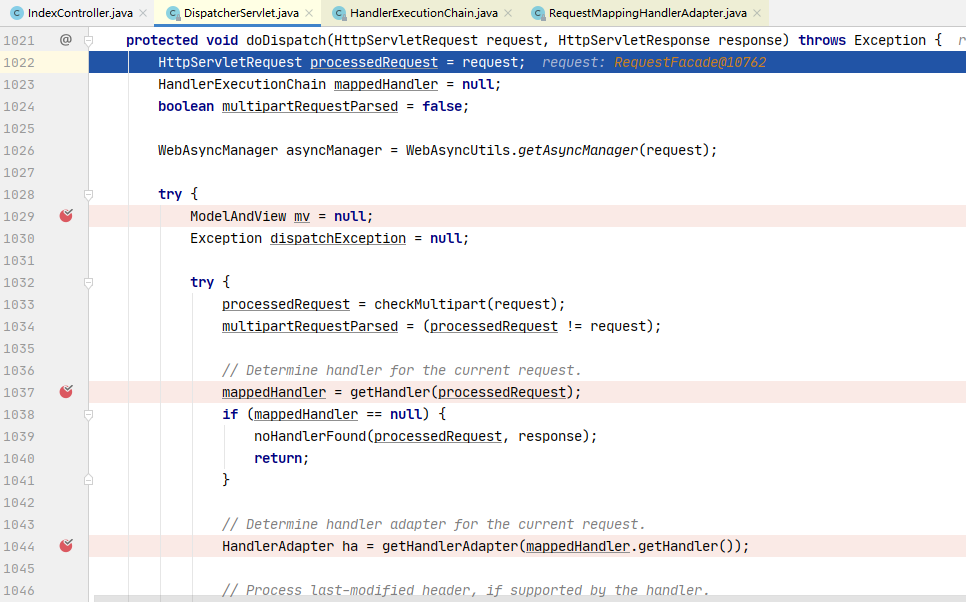 IndexController.java DispatcherServlet.java HandlerExecutionChain.java RequestMappingHandlerAdapter.java
1021 @ protected void doDispatch(HttpServletRequest request, HttpServletResponse response) throws Exception { r
1022 HttpServletRequest processedRequest = request; request: RequestFacade@10762
1023 HandlerExecutionChain mappedHandler = null;
1024 boolean multipartRequestParsed = false;
1025
1026 WebAsyncManager asyncManager = WebAsyncUtils.getAsyncManager(request);
1027
1028 try {
1029 ModelAndView mv = null;
1030 Exception dispatchException = null;
1031
1032 try {
1033 processedRequest = checkMultipart(request);
1034 multipartRequestParsed = (processedRequest != request);
1035
1036 // Determine handler for the current request.
1037 mappedHandler = getHandler(processedRequest);
1038 if (mappedHandler == null) {
1039 noHandlerFound(processedRequest, response);
1040 return;
1041 }
1042
1043 // Determine handler adapter for the current request.
1044 HandlerAdapter ha = getHandlerAdapter(mappedHandler.getHandler());
1045
1046 // Process last-modified header, if supported by the handler.